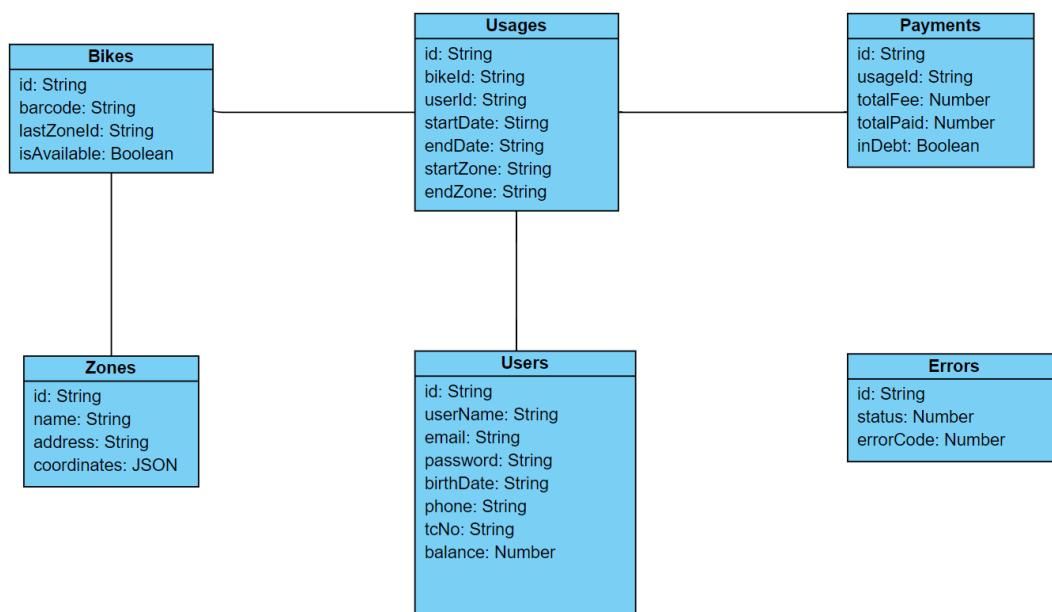 Bikes
id: String
barcode: String
lastZoneId: String
isAvailable: Boolean
Usages
id: String
bikeId: String
userId: String
startDate: Stirng
endDate: String
startZone: String
endZone: String
Payments
id: String
usageId: String
totalFee: Number
totalPaid: Number
inDebt: Boolean
Zones
id: String
name: String
address: String
coordinates: JSON
Users
id: String
userName: String
email: String
password: String
birthDate: String
phone: String
tcNo: String
balance: Number
Errors
id: String
status: Number
errorCode: Number